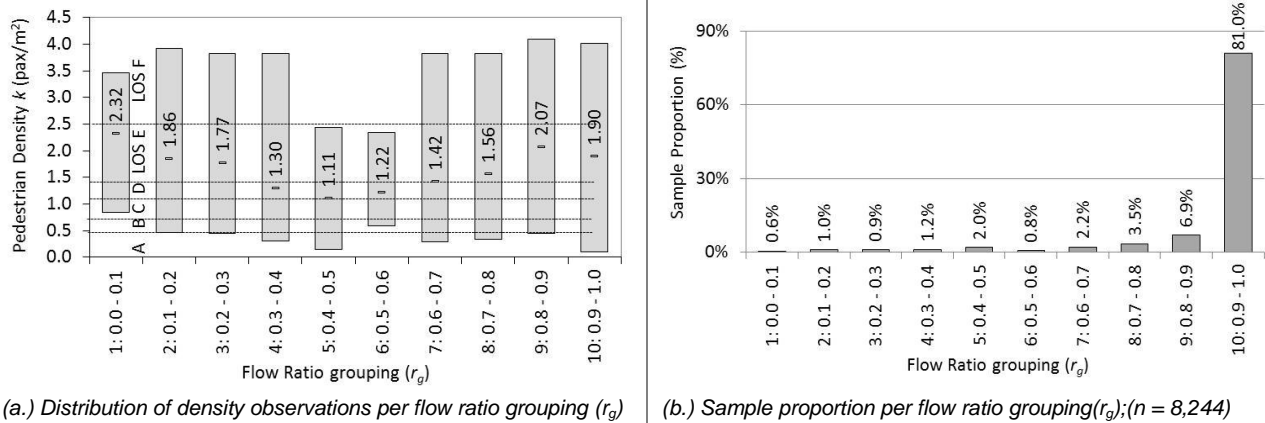 Pedestrian Density k (pax/m²)
4.5
4.0
3.5
3.0
2.5
2.0
1.5
1.0
0.5
0.0
A
B
C
D
LOS E
LOS F
2.32
1.86
1.77
1.30
1.11
1.22
1.42
1.56
2.07
1.90
1: 0.0 - 0.1
2: 0.1 - 0.2
3: 0.2 - 0.3
4: 0.3 - 0.4
5: 0.4 - 0.5
6: 0.5 - 0.6
7: 0.6 - 0.7
8: 0.7 - 0.8
9: 0.8 - 0.9
10: 0.9 - 1.0
Flow Ratio grouping (rg)
(a.) Distribution of density observations per flow ratio grouping (rg)
Sample Proportion (%)
90%
60%
30%
0%
0.6%
1.0%
0.9%
1.2%
2.0%
0.8%
2.2%
3.5%
6.9%
81.0%
1: 0.0 - 0.1
2: 0.1 - 0.2
3: 0.2 - 0.3
4: 0.3 - 0.4
5: 0.4 - 0.5
6: 0.5 - 0.6
7: 0.6 - 0.7
8: 0.7 - 0.8
9: 0.8 - 0.9
10: 0.9 - 1.0
Flow Ratio grouping (rg)
(b.) Sample proportion per flow ratio grouping(rg);(n = 8,244)